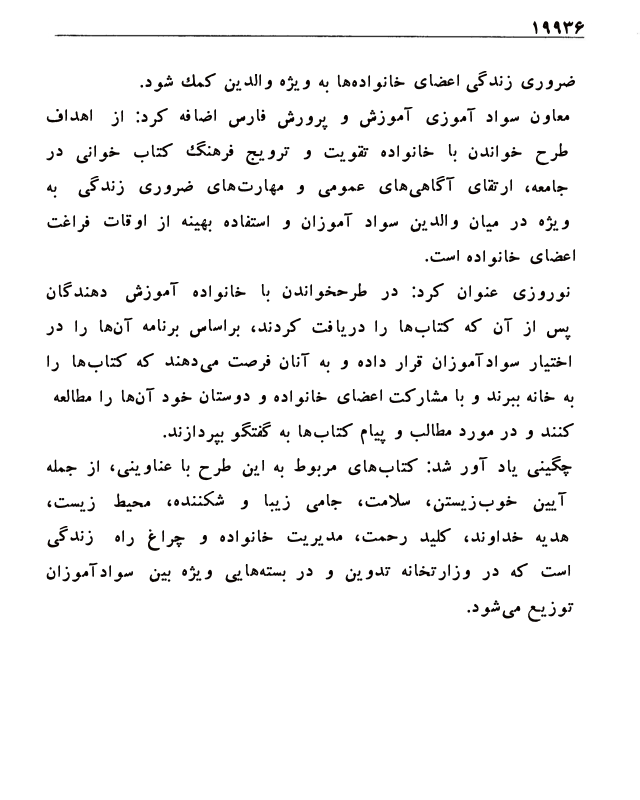 ۱۹۹۳۶
ضروری زندگی اعضای خانواده‌ها به ویژه والدین کمک شود.
معاون سواد آموزی آموزش و پرورش فارس اضافه کرد: از اهداف
طرح خواندن با خانواده تقویت و ترویج فرهنگ کتاب خوانی در
جامعه، ارتقای آگاهی‌های عمومی و مهارت‌های ضروری زندگی به
ویژه در میان والدین سواد آموزان و استفاده بهینه از اوقات فراغت
اعضای خانواده است.
نوروزی عنوان کرد: در طرحخواندن با خانواده آموزش دهندگان
پس از آن که کتاب‌ها را دریافت کردند، براساس برنامه آن‌ها را در
اختیار سوادآموزان قرار داده و به آنان فرصت می‌دهند که کتاب‌ها را
به خانه ببرند و با مشارکت اعضای خانواده و دوستان خود آن‌ها را مطالعه
کنند و در مورد مطالب و پیام کتاب‌ها به گفتگو بپردازند.
چگینی یاد آور شد: کتاب‌های مربوط به این طرح با عناوینی، از جمله
آیین خوب‌زیستن، سلامت، جامی زیبا و شکننده، محیط زیست،
هدیه خداوند، کلید رحمت، مدیریت خانواده و چراغ راه زندگی
است که در وزارتخانه تدوین و در بسته‌هایی ویژه بین سوادآموزان
توزیع می‌شود.